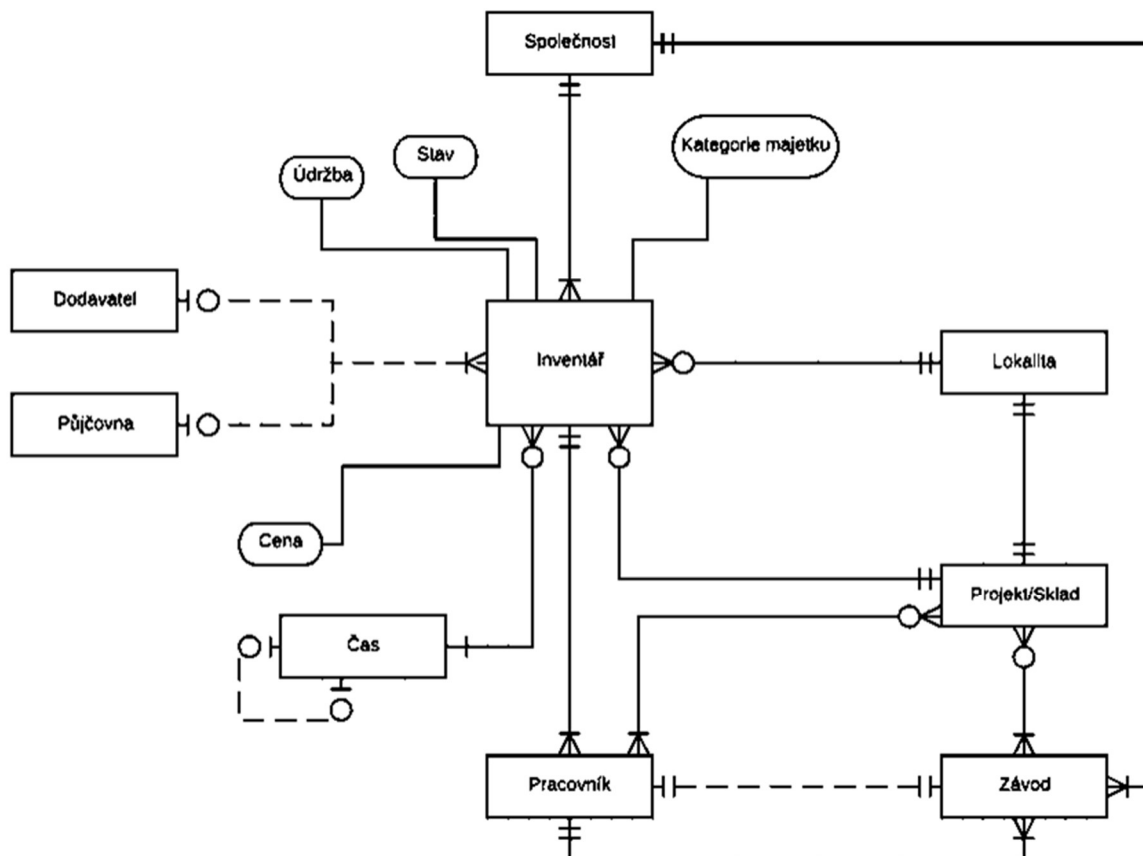 Společnost
Kategorie majetku
Stav
Údržba
Dodavatel
Inventář
Lokalita
Půjčovna
Cena
Projekt/Sklad
Čas
Pracovník
Závod